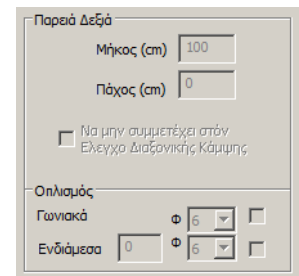 Παρειά Δεξιά
Μήκος (cm) 100
Πάχος (cm) 0
Να μην συμμετέχει στόν
Ελεγχο Διαξονικής Κάμψης
Οπλισμός
Γωνιακά Φ 6
Ενδιάμεσα 0 Φ 6